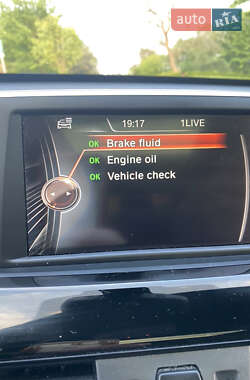 AUTO RIA
19:17 1LIVE
OK Brake fluid
OK Engine oil
OK Vehicle check